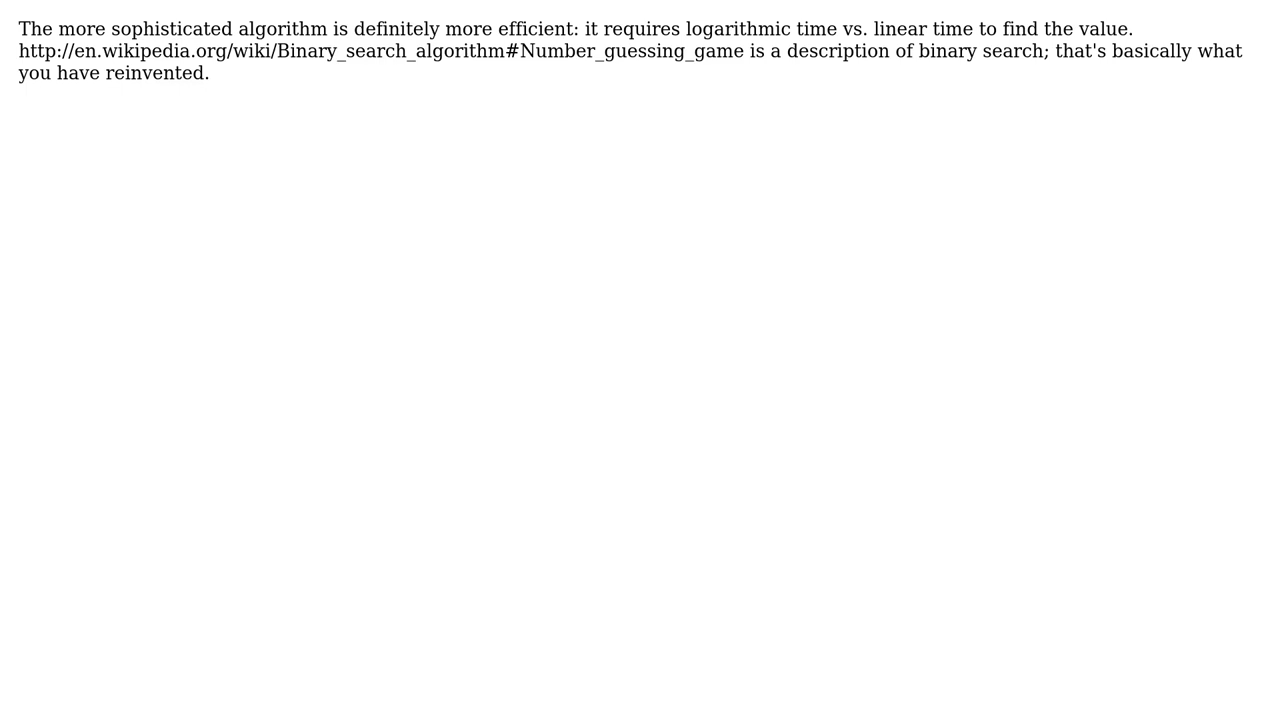 The more sophisticated algorithm is definitely more efficient: it requires logarithmic time vs. linear time to find the value.
http://en.wikipedia.org/wiki/Binary_search_algorithm#Number_guessing_game is a description of binary search; that's basically what
you have reinvented.